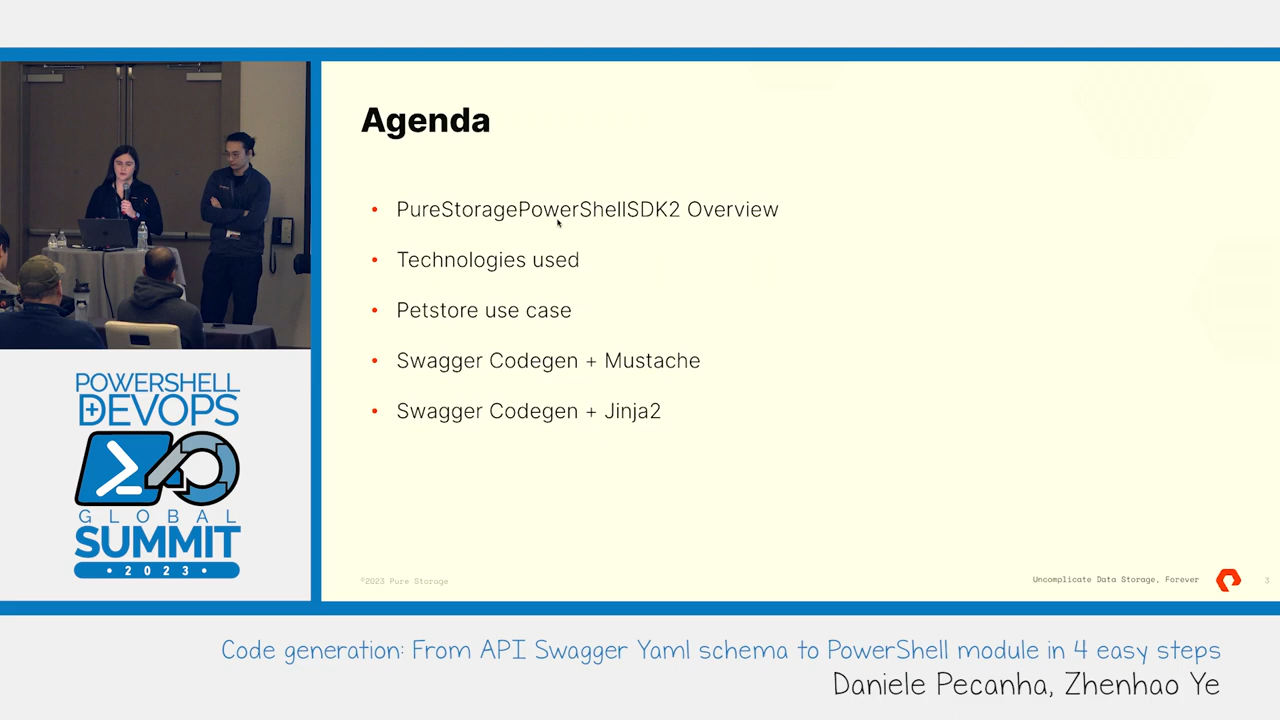 Agenda
• PureStoragePowerShellSDK2 Overview
• Technologies used
• Petstore use case
• Swagger Codegen + Mustache
• Swagger Codegen + Jinja2
©2023 Pure Storage
Uncomplicate Data Storage, Forever
3
POWERSHELL
+DEVOPS
GLOBAL
SUMMIT
• 2023 •
Code generation: From API Swagger Yaml schema to PowerShell module in 4 easy steps
Daniele Pecanha, Zhenhao Ye